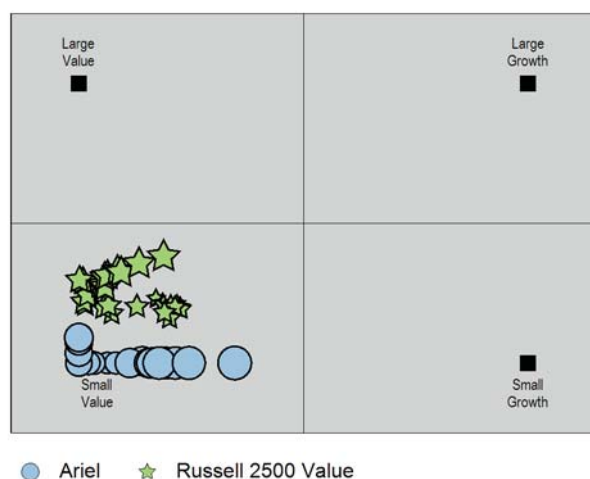 Large
Value
Large
Growth
Small
Value
Small
Growth
Ariel
Russell 2500 Value